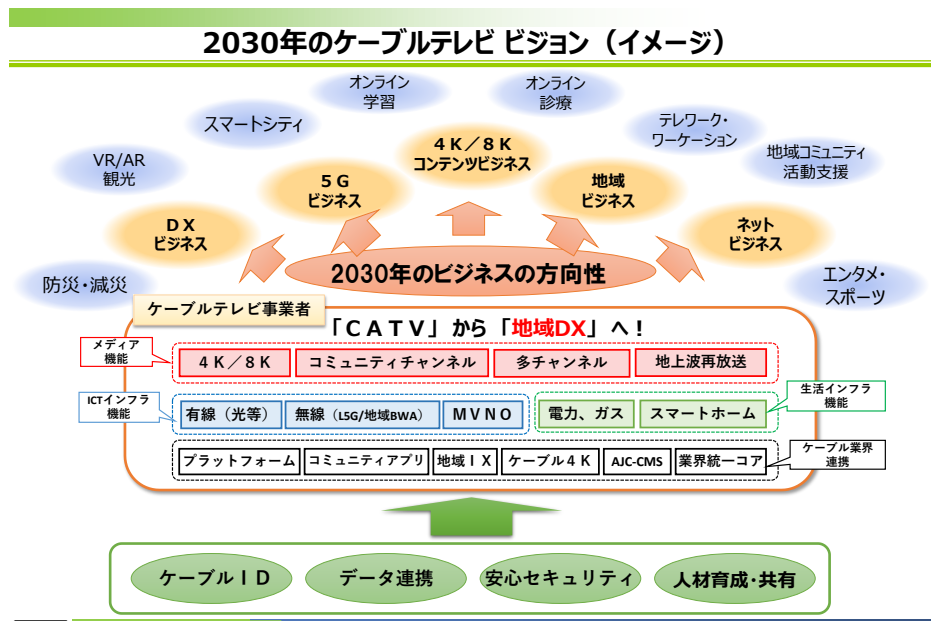 2030年のケーブルテレビ ビジョン（イメージ）
オンライン
学習
オンライン
診療
スマートシティ
テレワーク・
ワーケーション
４Ｋ／８Ｋ
コンテンツビジネス
VR/AR
観光
地域コミュニティ
活動支援
５Ｇ
ビジネス
地域
ビジネス
ＤＸ
ビジネス
ネット
ビジネス
防災・減災
2030年のビジネスの方向性
エンタメ・
スポーツ
ケーブルテレビ事業者
「ＣＡＴＶ」から「地域DX」へ！
メディア
機能
４Ｋ／８Ｋ
コミュニティチャンネル
多チャンネル
地上波再放送
ICTインフラ
機能
有線（光等）
無線（L5G/地域BWA）
ＭＶＮＯ
電力、ガス
スマートホーム
生活インフラ
機能
プラットフォーム
コミュニティアプリ
地域ＩＸ
ケーブル４Ｋ
AJC-CMS
業界統一コア
ケーブル業界
連携
ケーブルＩＤ
データ連携
安心セキュリティ
人材育成・共有